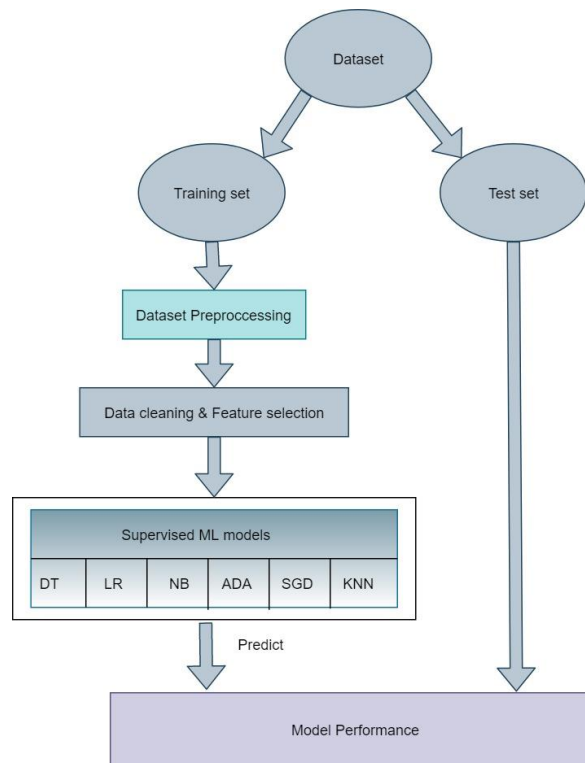 Dataset
Training set
Test set
Dataset Preproccessing
Data cleaning & Feature selection
Supervised ML models
DT LR NB ADA SGD KNN
Predict
Model Performance